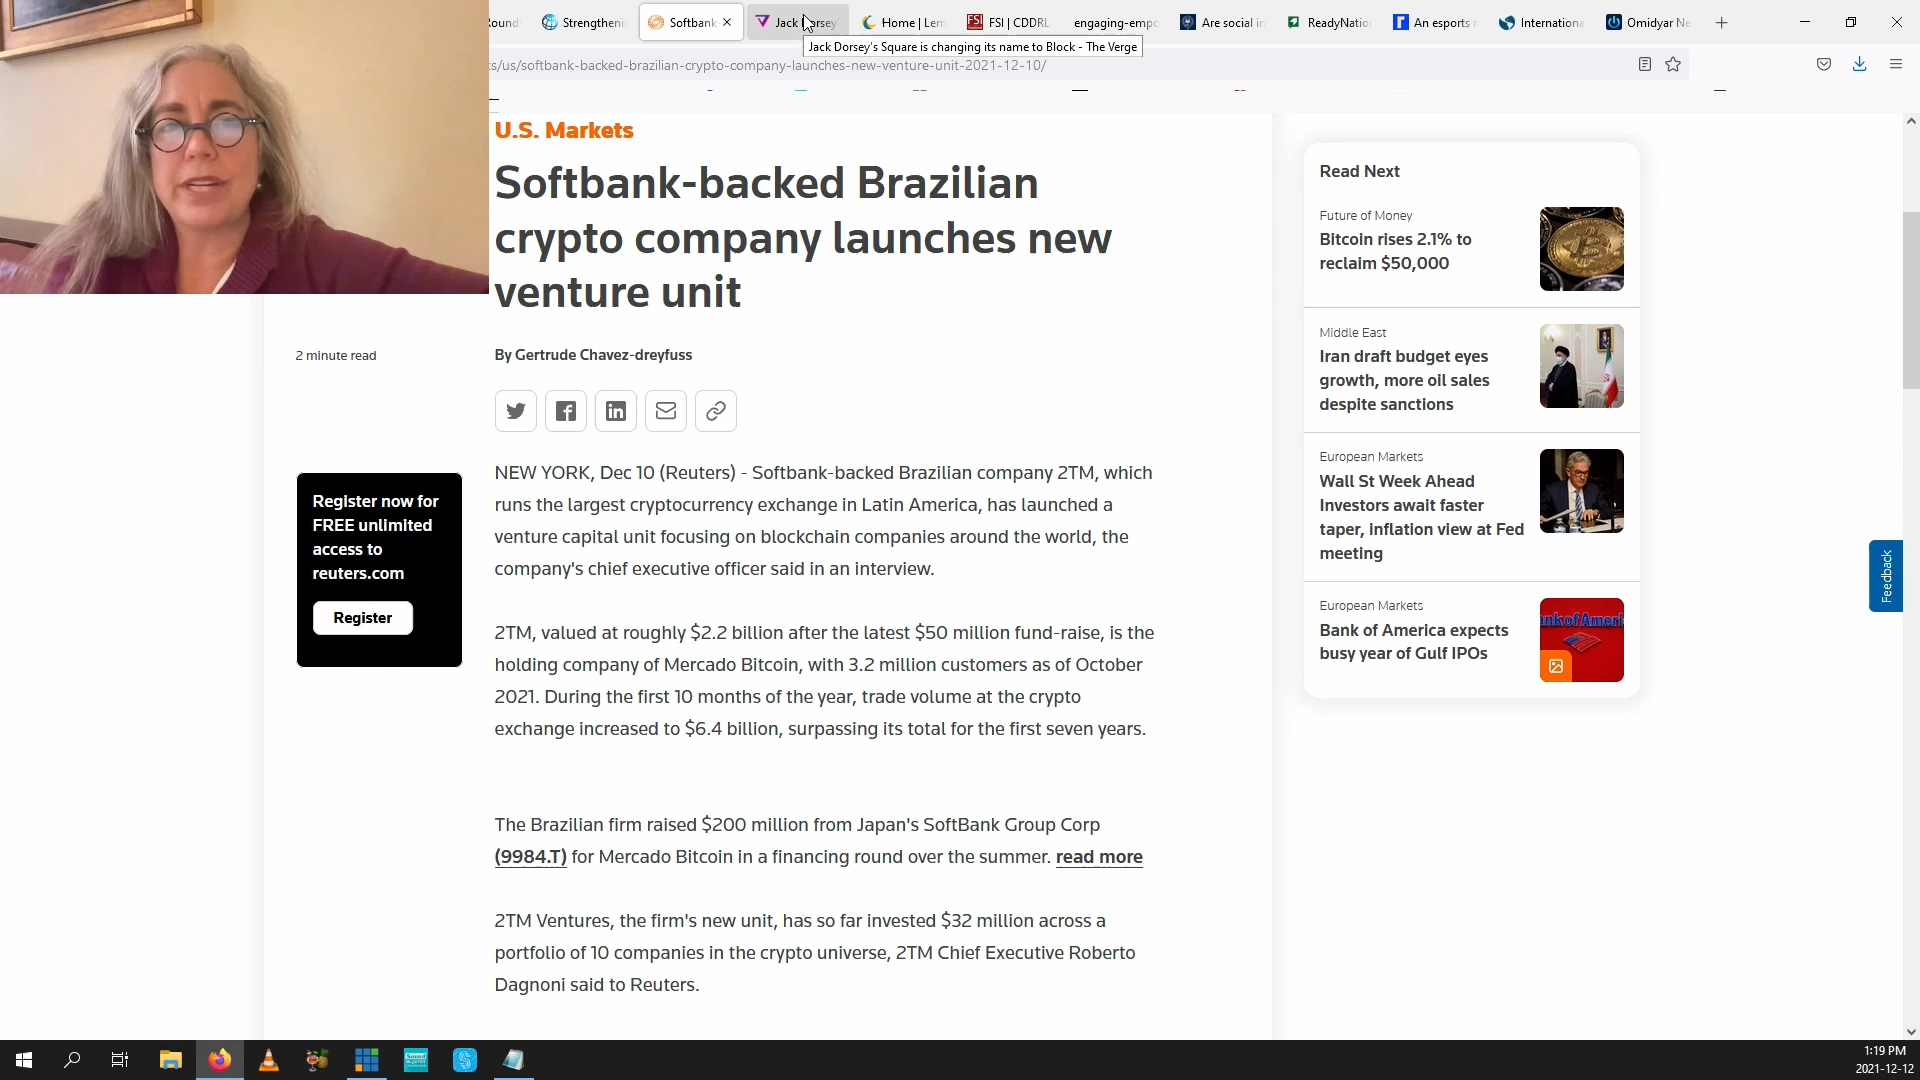 Round
Strengthenin
Softbank-
Jack Dorsey
Home | Lem
FSI | CDDRL
engaging-empo
Are social in
ReadyNatio
An esports r
Internationa
Omidyar Ne
Jack Dorsey's Square is changing its name to Block - The Verge
s/us/softbank-backed-brazilian-crypto-company-launches-new-venture-unit-2021-12-10/
U.S. Markets
Softbank-backed Brazilian
crypto company launches new
venture unit
2 minute read
By Gertrude Chavez-dreyfuss
Register now for
FREE unlimited
access to
reuters.com
Register
NEW YORK, Dec 10 (Reuters) - Softbank-backed Brazilian company 2TM, which
runs the largest cryptocurrency exchange in Latin America, has launched a
venture capital unit focusing on blockchain companies around the world, the
company's chief executive officer said in an interview.
2TM, valued at roughly $2.2 billion after the latest $50 million fund-raise, is the
holding company of Mercado Bitcoin, with 3.2 million customers as of October
2021. During the first 10 months of the year, trade volume at the crypto
exchange increased to $6.4 billion, surpassing its total for the first seven years.
The Brazilian firm raised $200 million from Japan's SoftBank Group Corp
(9984.T) for Mercado Bitcoin in a financing round over the summer. read more
2TM Ventures, the firm's new unit, has so far invested $32 million across a
portfolio of 10 companies in the crypto universe, 2TM Chief Executive Roberto
Dagnoni said to Reuters.
Read Next
Future of Money
Bitcoin rises 2.1% to
reclaim $50,000
Middle East
Iran draft budget eyes
growth, more oil sales
despite sanctions
European Markets
Wall St Week Ahead
Investors await faster
taper, inflation view at Fed
meeting
European Markets
Bank of America expects
busy year of Gulf IPOs
Feedback
1:19 PM
2021-12-12